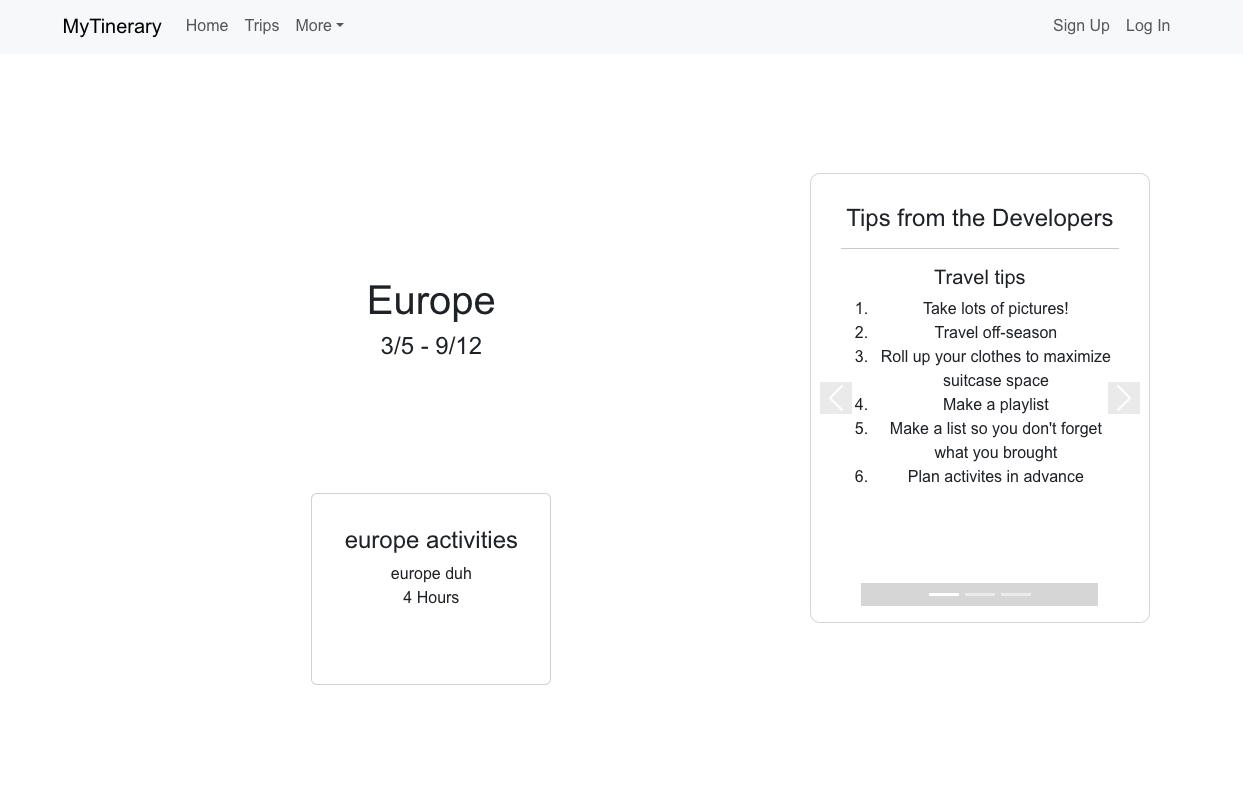 MyTinerary Home Trips More Sign Up Log In
Europe
3/5 - 9/12
europe activities
europe duh
4 Hours
Tips from the Developers
Travel tips
1. Take lots of pictures!
2. Travel off-season
3. Roll up your clothes to maximize
suitcase space
4. Make a playlist
5. Make a list so you don't forget
what you brought
6. Plan activites in advance